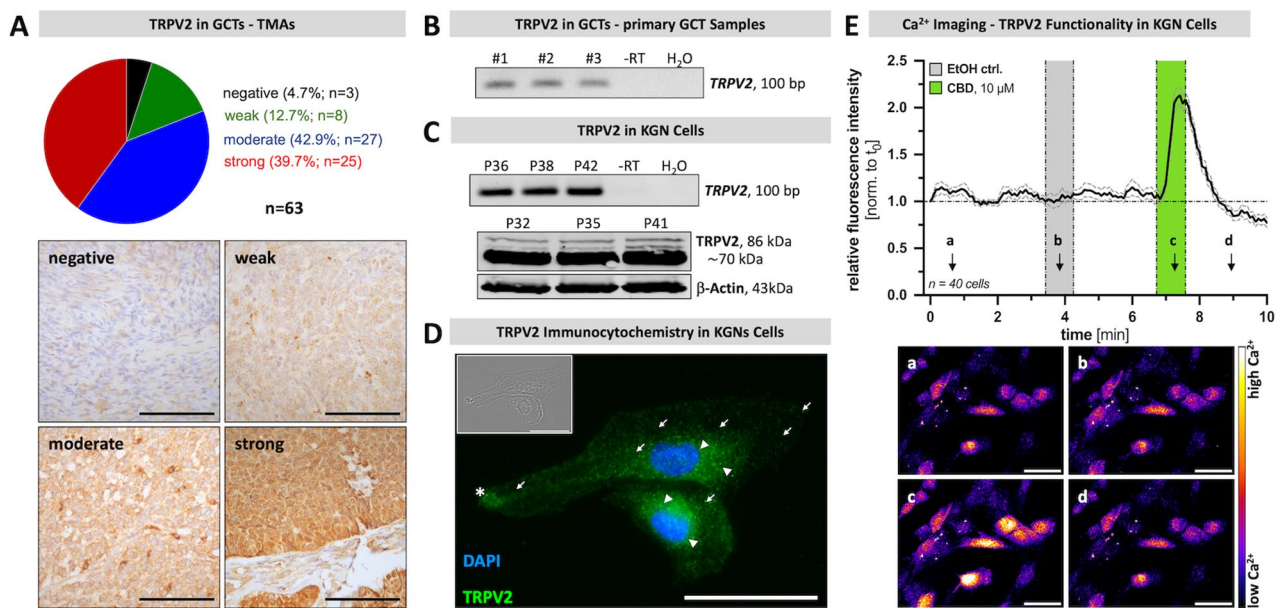 A
TRPV2 in GCTs - TMAs
negative (4.7%; n=3)
weak (12.7%; n=8)
moderate (42.9%; n=27)
strong (39.7%; n=25)
n=63
negative
weak
moderate
strong
B
TRPV2 in GCTs - primary GCT Samples
#1 #2 #3 -RT H₂O
TRPV2, 100 bp
C
TRPV2 in KGN Cells
P36 P38 P42 -RT H₂O
TRPV2, 100 bp
P32 P35 P41
TRPV2, 86 kDa
~70 kDa
β-Actin, 43kDa
D
TRPV2 Immunocytochemistry in KGNs Cells
*
DAPI
TRPV2
E
Ca²⁺ Imaging - TRPV2 Functionality in KGN Cells
relative fluorescence intensity
[norm. to t₀]
EtOH ctrl.
CBD, 10 µM
2.5
2.0
1.5
1.0
0.5
0.0
a b c d
n = 40 cells
0 2 4 6 8 10
time [min]
a
b
c
d
high Ca²⁺
low Ca²⁺